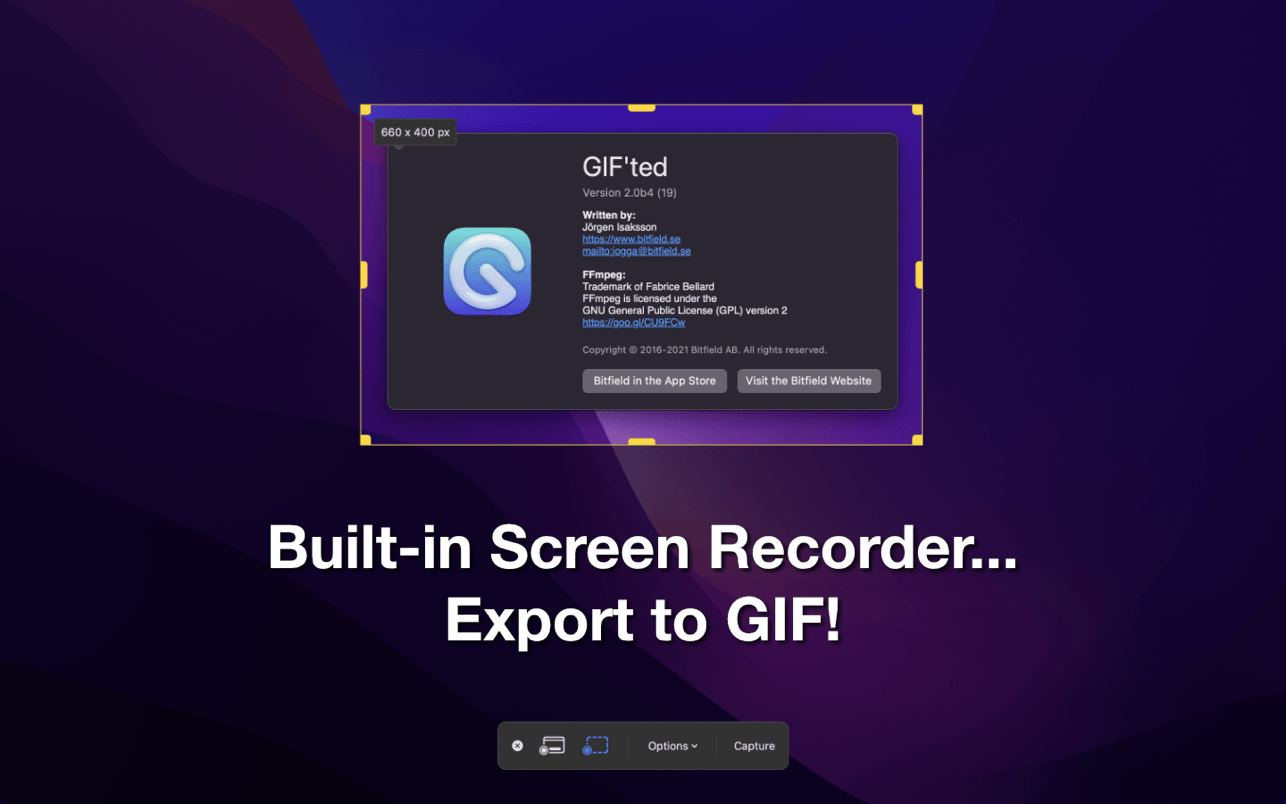 660 x 400 px
GIF'ted
Version 2.0b4 (19)
Written by:
Jörgen Isaksson
https://www.bitfield.se
mailto:jogga@bitfield.se
FFmpeg:
Trademark of Fabrice Bellard
FFmpeg is licensed under the
GNU General Public License (GPL) version 2
https://goo.gl/CU9FCw
Copyright © 2016-2021 Bitfield AB. All rights reserved.
Bitfield in the App Store
Visit the Bitfield Website
Built-in Screen Recorder...
Export to GIF!
Options
Capture